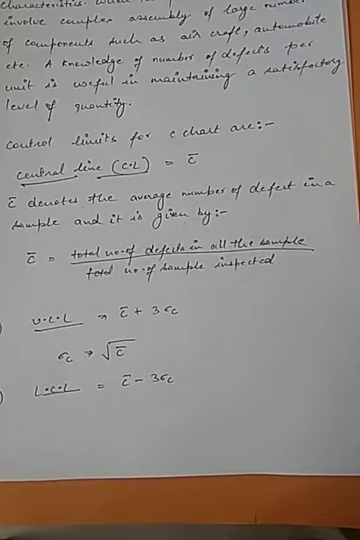 characteristics. When
involve complex assembly of large number
of components such as air craft, automobile
etc. A knowledge of number of defects per
unit is useful in maintaining a satisfactory
level of quantity.
control limits for c chart are:-
central line (C.L) = c̄
c̄ denotes the average number of defect in a
sample and it is given by:-
c̄ = total no. of defects in all the sample
total no. of sample inspected
U.C.L → c̄ + 3σc
σc → √c̄
L.C.L = c̄ - 3σc